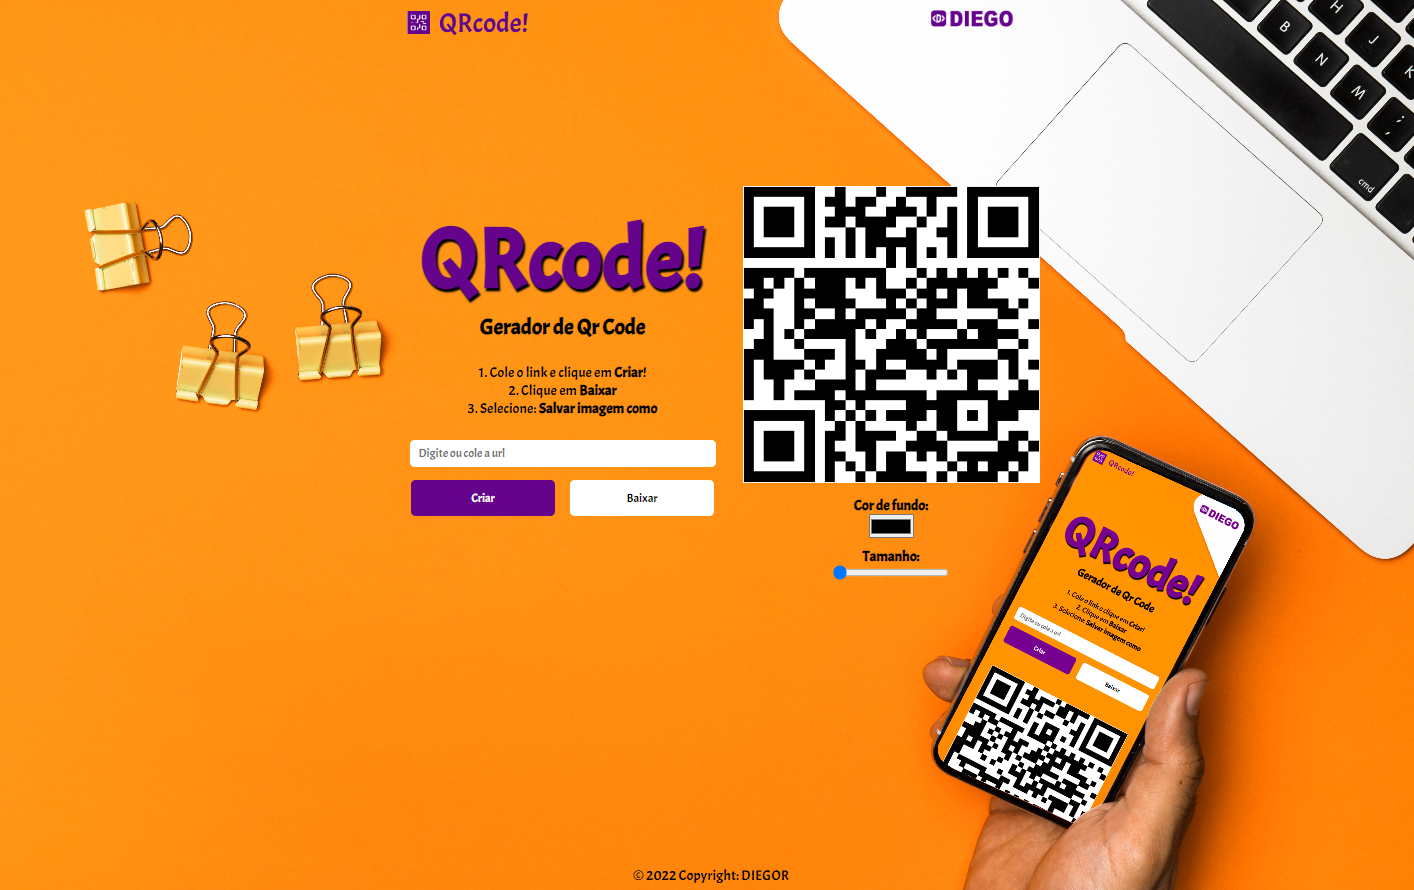 QRcode!
DIEGO
B
H
J
N
M
K
cmd
QRcode!
Gerador de Qr Code
1. Cole o link e clique em Criar!
2. Clique em Baixar
3. Selecione: Salvar imagem como
Digite ou cole a url
Criar
Baixar
Cor de fundo:
Tamanho:
QRcode!
DIEGO
QRcode!
Gerador de Qr Code
1. Cole o link e clique em Criar!
2. Clique em Baixar
3. Selecione: Salvar imagem como
Digite ou cole a url
Criar
Baixar
© 2022 Copyright: DIEGOR